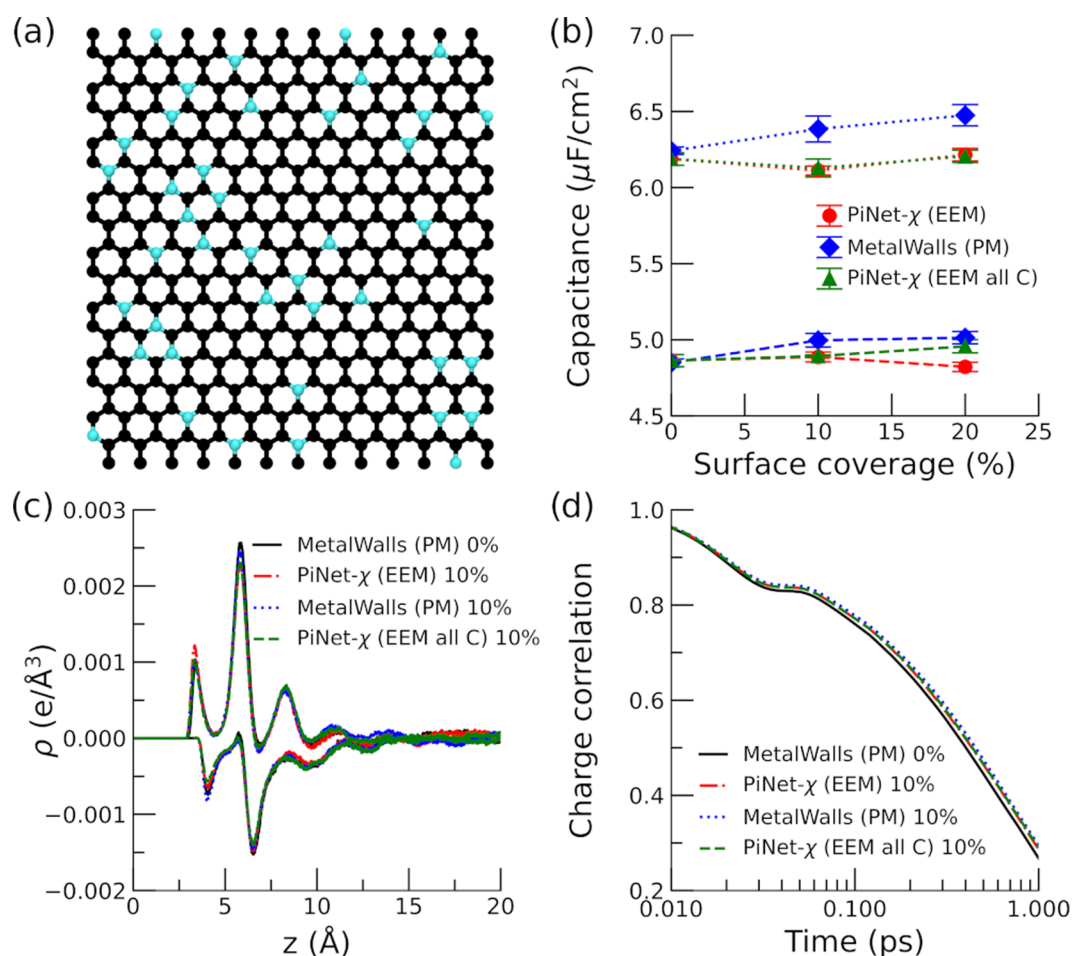 (a)
(b)
Capacitance (μF/cm²)
7.0
6.5
6.0
5.5
5.0
4.5
PiNet-χ (EEM)
MetalWalls (PM)
PiNet-χ (EEM all C)
0 5 10 15 20 25
Surface coverage (%)
(c)
ρ (e/Å³)
0.003
0.002
0.001
0.000
−0.001
−0.002
MetalWalls (PM) 0%
PiNet-χ (EEM) 10%
MetalWalls (PM) 10%
PiNet-χ (EEM all C) 10%
0 5 10 15 20
z (Å)
(d)
Charge correlation
1.0
0.8
0.6
0.4
0.2
MetalWalls (PM) 0%
PiNet-χ (EEM) 10%
MetalWalls (PM) 10%
PiNet-χ (EEM all C) 10%
0.010 0.100 1.000
Time (ps)